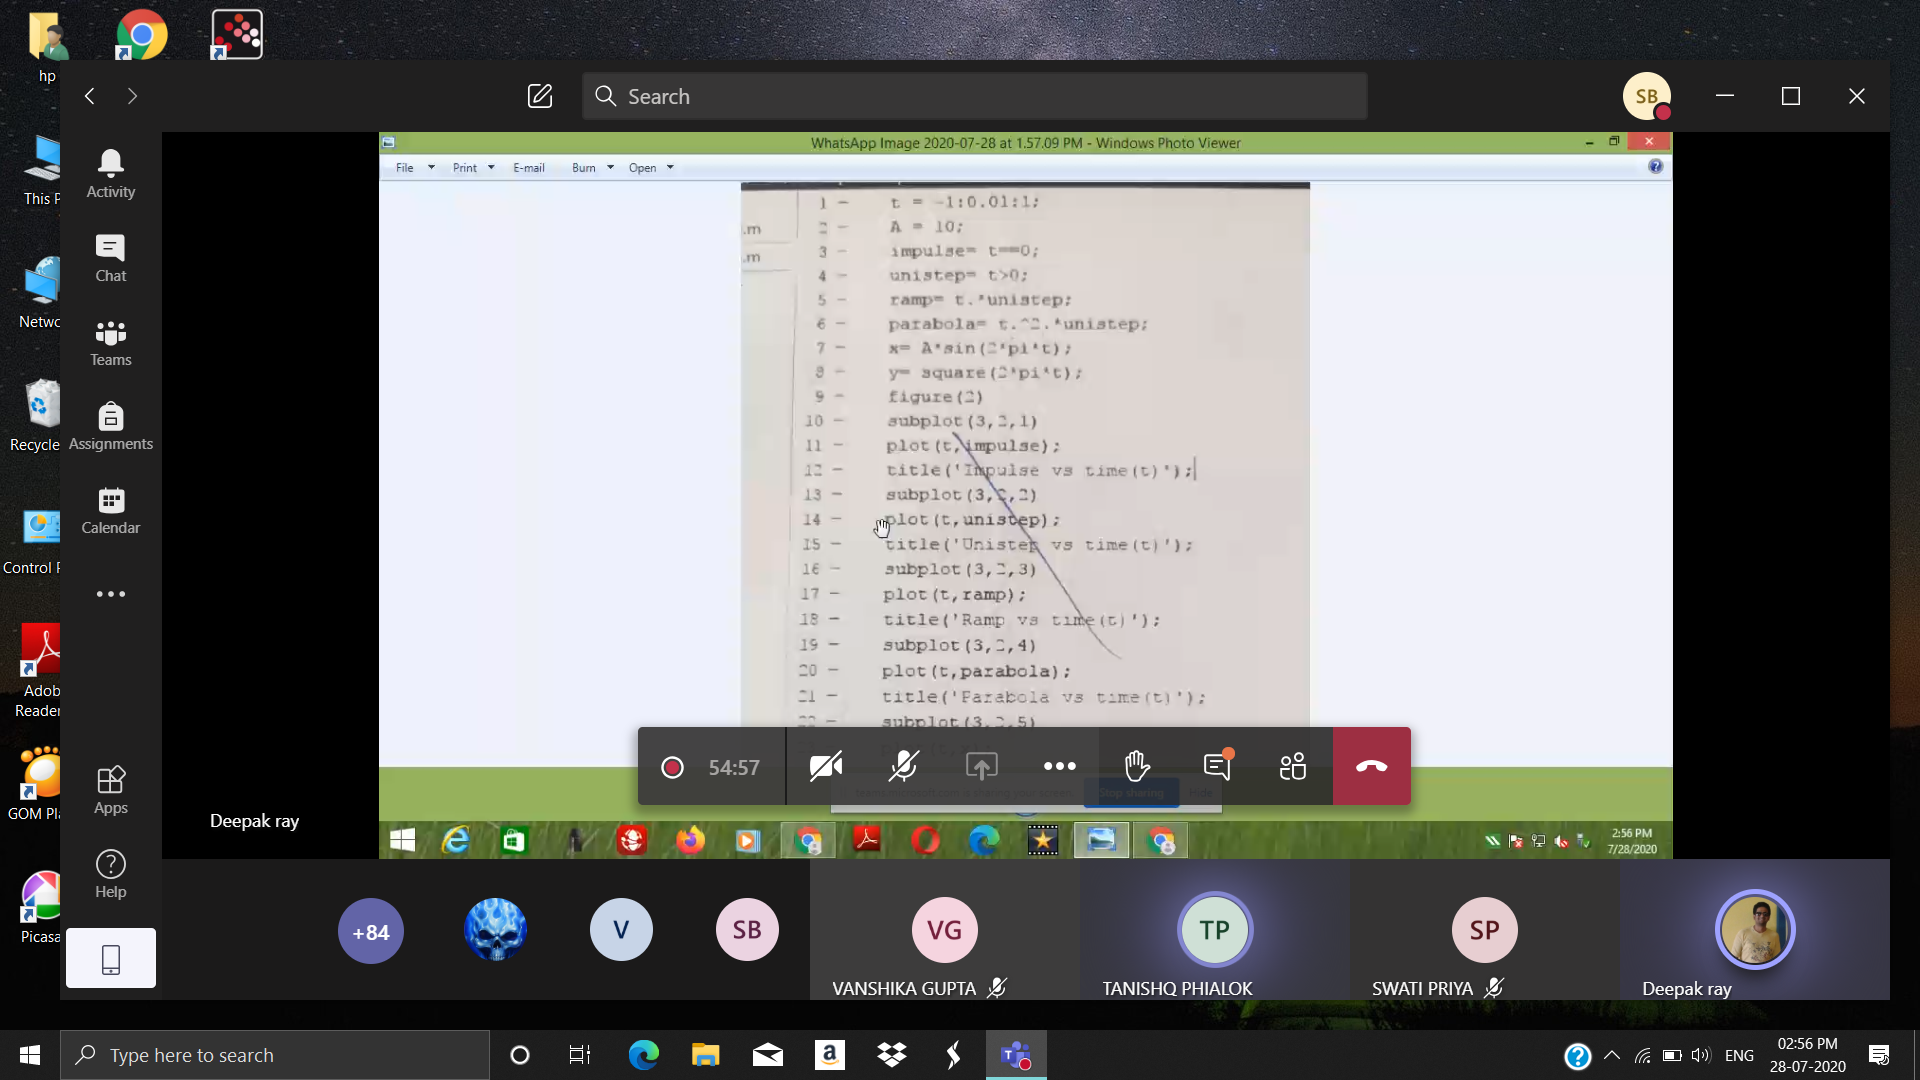 hp
Search
SB
WhatsApp Image 2020-07-28 at 1.57.09 PM - Windows Photo Viewer
File Print E-mail Burn Open
Activity
Chat
Teams
Assignments
Calendar
Apps
Help
This P
Netwo
Recycle
Control P
Adob
Reader
GOM Pl
Picasa
.m
.m
1 - t = -1:0.01:1;
2 - A = 10;
3 - impulse= t==0;
4 - unistep= t>0;
5 - ramp= t.*unistep;
6 - parabola= t.^2.*unistep;
7 - x= A*sin(2*pi*t);
8 - y= square(2*pi*t);
9 - figure(2)
10 - subplot(3,2,1)
11 - plot(t,impulse);
12 - title('Impulse vs time(t)');
13 - subplot(3,2,2)
14 - plot(t,unistep);
15 - title('Unistep vs time(t)');
16 - subplot(3,2,3)
17 - plot(t,ramp);
18 - title('Ramp vs time(t)');
19 - subplot(3,2,4)
20 - plot(t,parabola);
21 - title('Parabola vs time(t)');
22 - subplot(3,2,5)
54:57
Stop sharing
Hide
Deepak ray
2:56 PM
7/28/2020
+84
V
SB
VG
TP
SP
VANSHIKA GUPTA
TANISHQ PHIALOK
SWATI PRIYA
Deepak ray
Type here to search
ENG
02:56 PM
28-07-2020